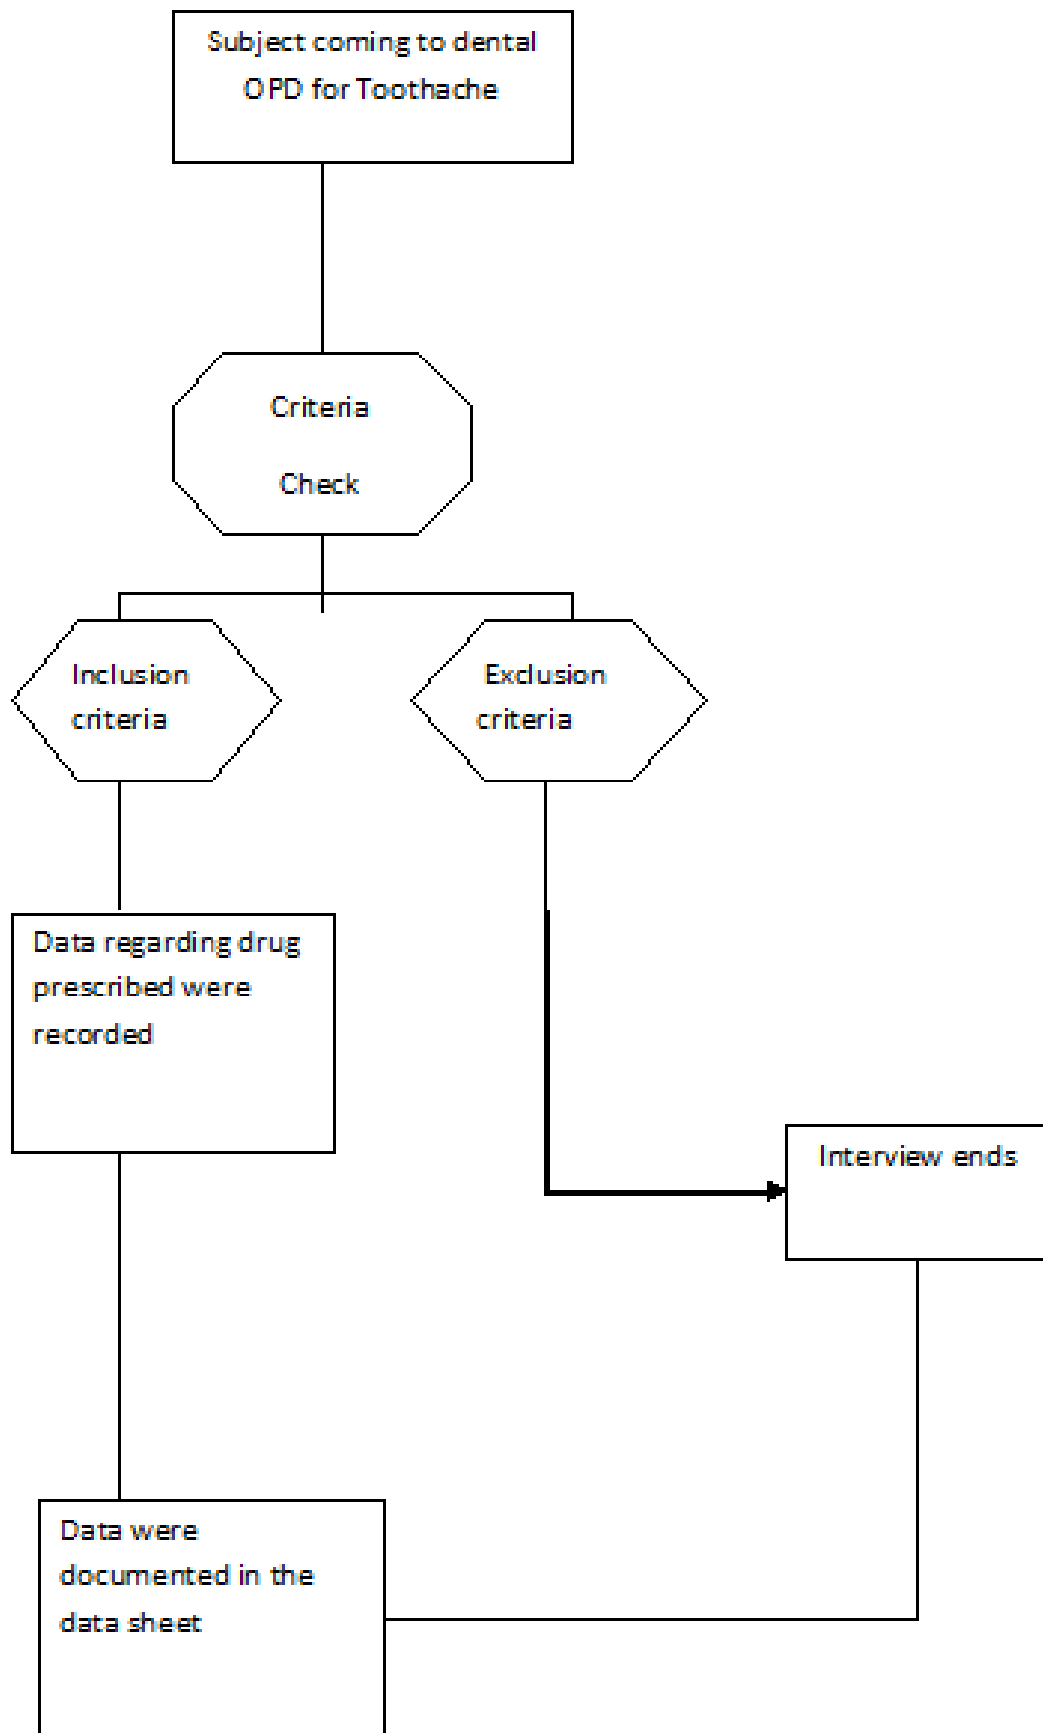 Subject coming to dental
OPD for Toothache
Criteria
Check
Inclusion
criteria
Exclusion
criteria
Data regarding drug
prescribed were
recorded
Interview ends
Data were
documented in the
data sheet